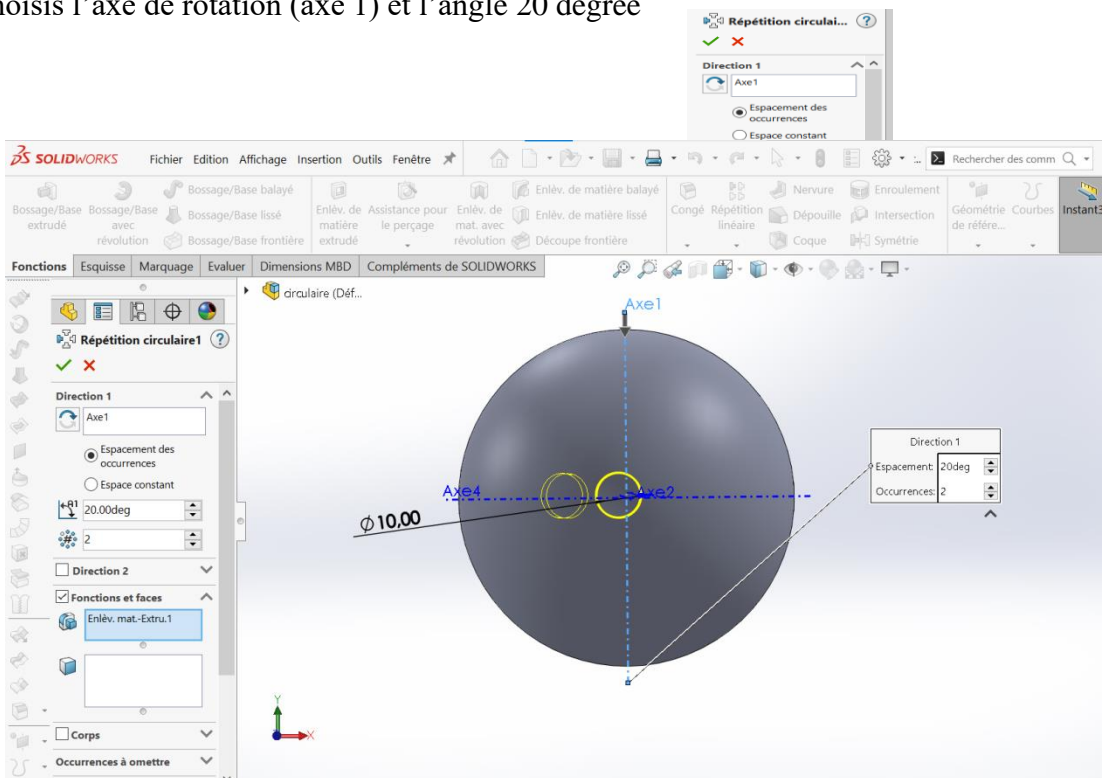 hoisis l’axe de rotation (axe 1) et l’angle 20 degrée
Répétition circulai... ?
Direction 1
Axe1
Espacement des
occurrences
Espace constant
SOLIDWORKS Fichier Edition Affichage Insertion Outils Fenêtre Rechercher des comm
Bossage/Base extrudé
Bossage/Base avec révolution
Bossage/Base balayé
Bossage/Base lissé
Bossage/Base frontière
Enlèv. de matière extrudé
Assistance pour le perçage
Enlèv. de mat. avec révolution
Enlèv. de matière balayé
Enlèv. de matière lissé
Découpe frontière
Congé
Répétition linéaire
Nervure
Dépouille
Coque
Enroulement
Intersection
Symétrie
Géométrie de référe...
Courbes
Instant3
Fonctions Esquisse Marquage Evaluer Dimensions MBD Compléments de SOLIDWORKS
circulaire (Déf...
Répétition circulaire1 ?
Direction 1
Axe1
Espacement des
occurrences
Espace constant
20.00deg
2
Direction 2
Fonctions et faces
Enlèv. mat.-Extru.1
Corps
Occurrences à omettre
Axe1
Axe4
Axe2
Ø10,00
Direction 1
Espacement: 20deg
Occurrences: 2
Y
X